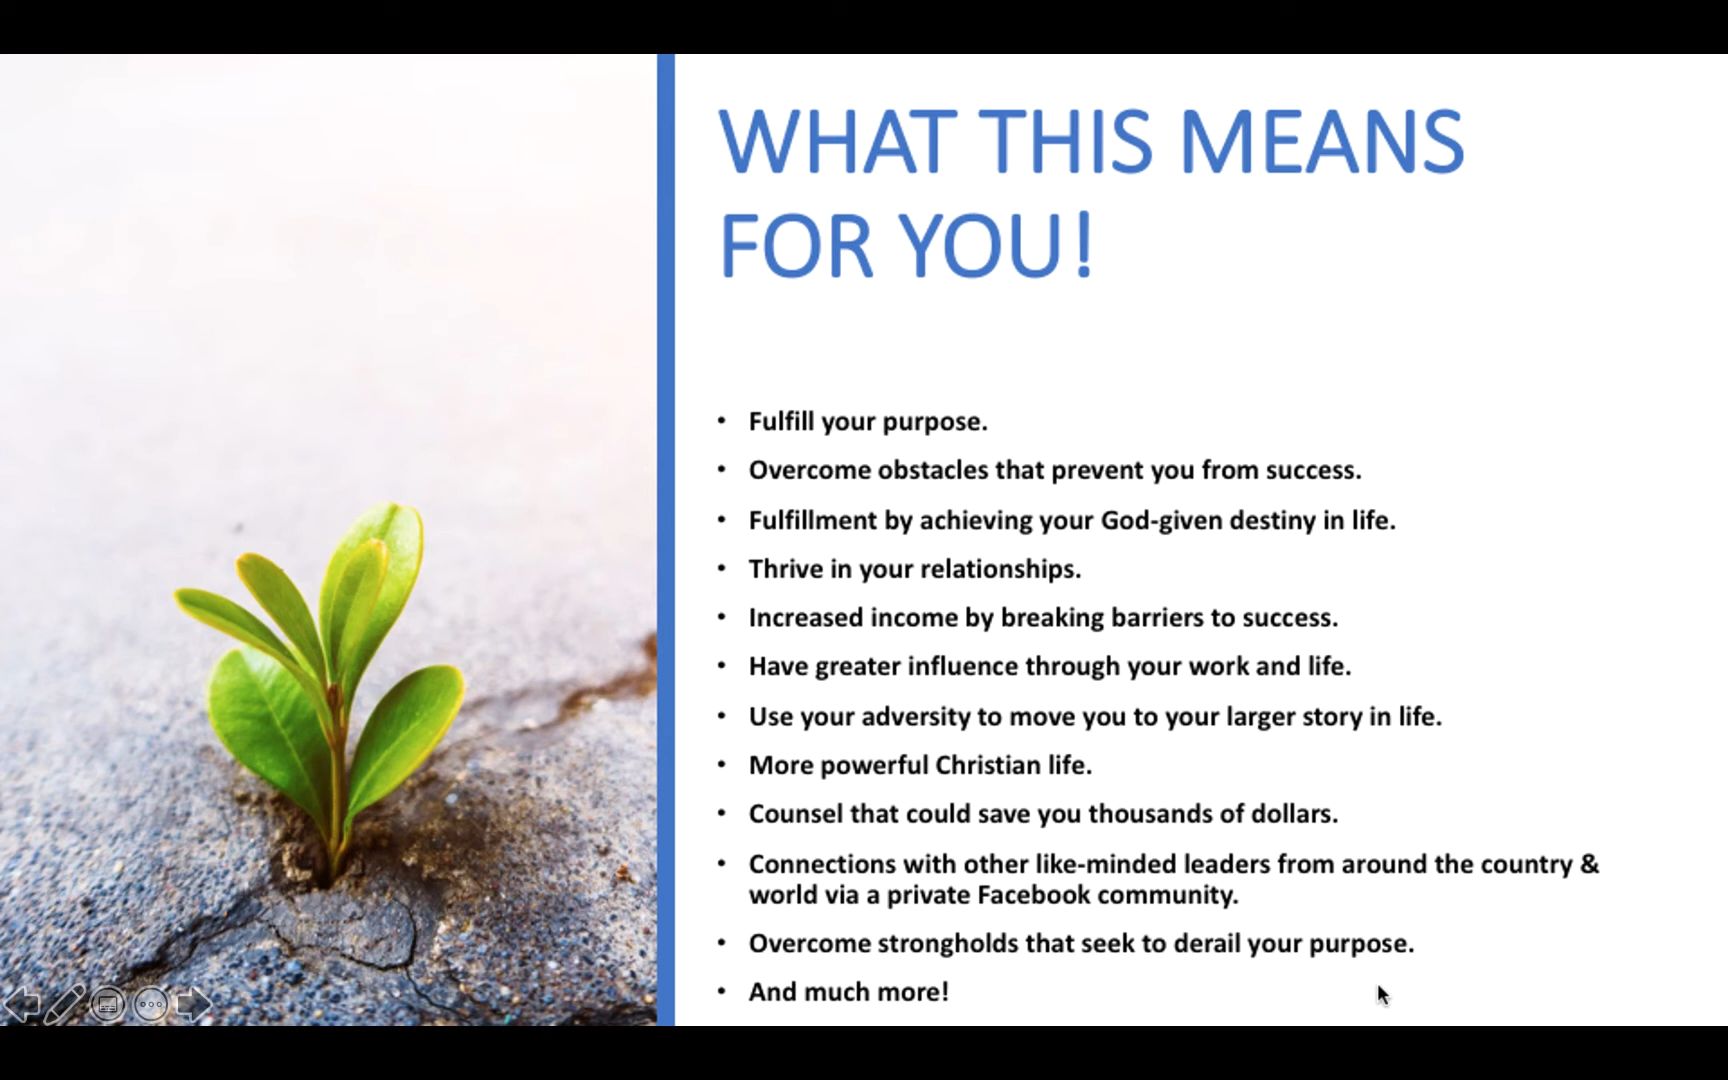 WHAT THIS MEANS
FOR YOU!
• Fulfill your purpose.
• Overcome obstacles that prevent you from success.
• Fulfillment by achieving your God-given destiny in life.
• Thrive in your relationships.
• Increased income by breaking barriers to success.
• Have greater influence through your work and life.
• Use your adversity to move you to your larger story in life.
• More powerful Christian life.
• Counsel that could save you thousands of dollars.
• Connections with other like-minded leaders from around the country &
world via a private Facebook community.
• Overcome strongholds that seek to derail your purpose.
• And much more!